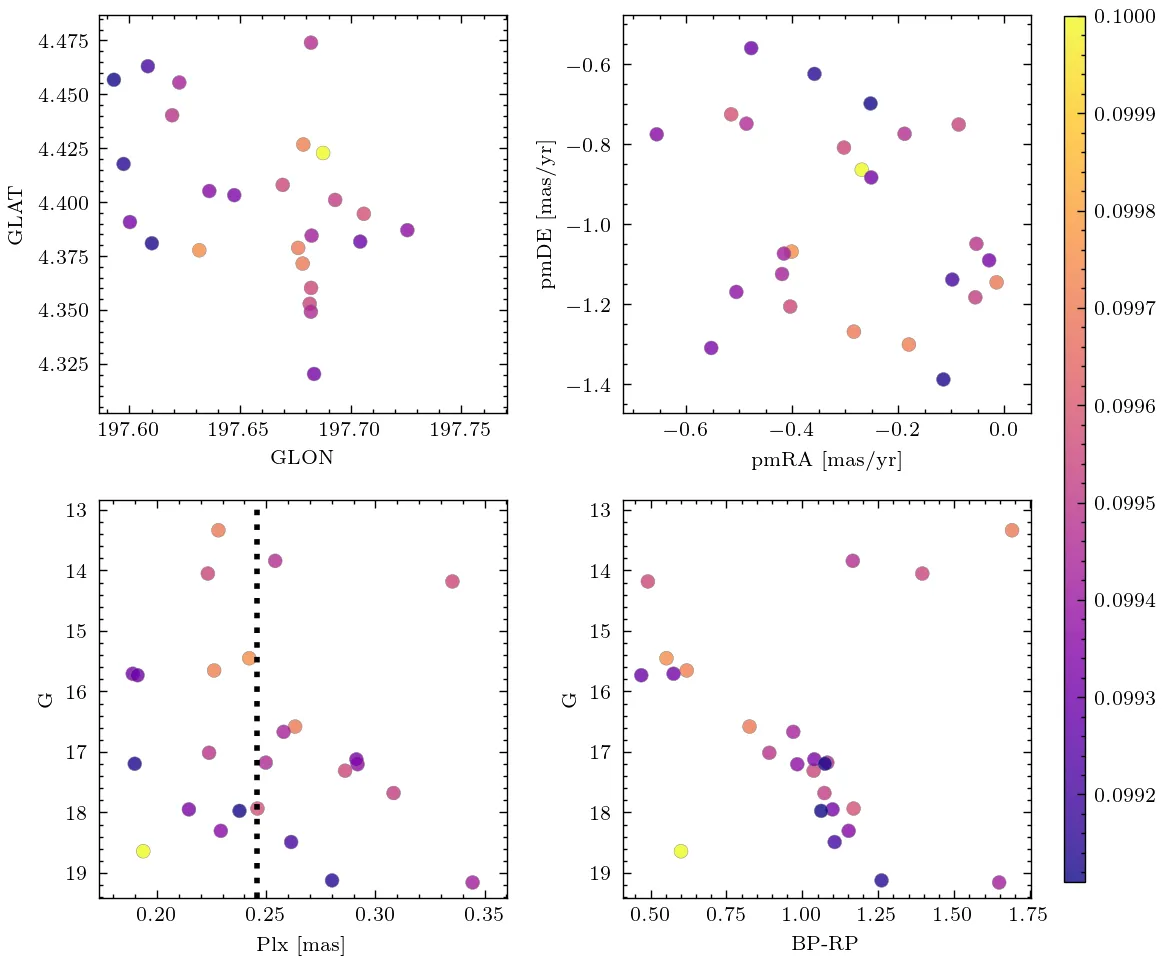 4.475
4.450
4.425
4.400
4.375
4.350
4.325
GLAT
197.60 197.65 197.70 197.75
GLON
−0.6
−0.8
−1.0
−1.2
−1.4
pmDE [mas/yr]
−0.6 −0.4 −0.2 0.0
pmRA [mas/yr]
13
14
15
16
17
18
19
G
0.20 0.25 0.30 0.35
Plx [mas]
13
14
15
16
17
18
19
G
0.50 0.75 1.00 1.25 1.50 1.75
BP-RP
0.1000
0.0999
0.0998
0.0997
0.0996
0.0995
0.0994
0.0993
0.0992